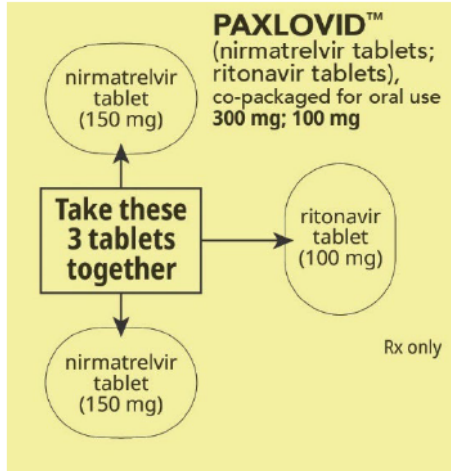 PAXLOVID™
(nirmatrelvir tablets;
ritonavir tablets),
co-packaged for oral use
300 mg; 100 mg
nirmatrelvir
tablet
(150 mg)
Take these
3 tablets
together
ritonavir
tablet
(100 mg)
nirmatrelvir
tablet
(150 mg)
Rx only